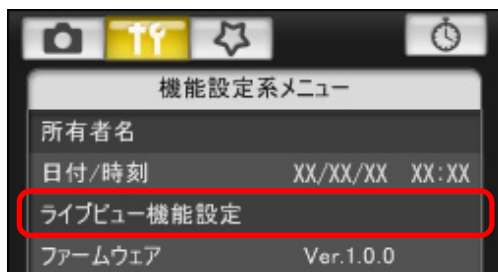 機能設定系メニュー
所有者名
日付/時刻 XX/XX/XX XX:XX
ライブビュー機能設定
ファームウェア Ver.1.0.0